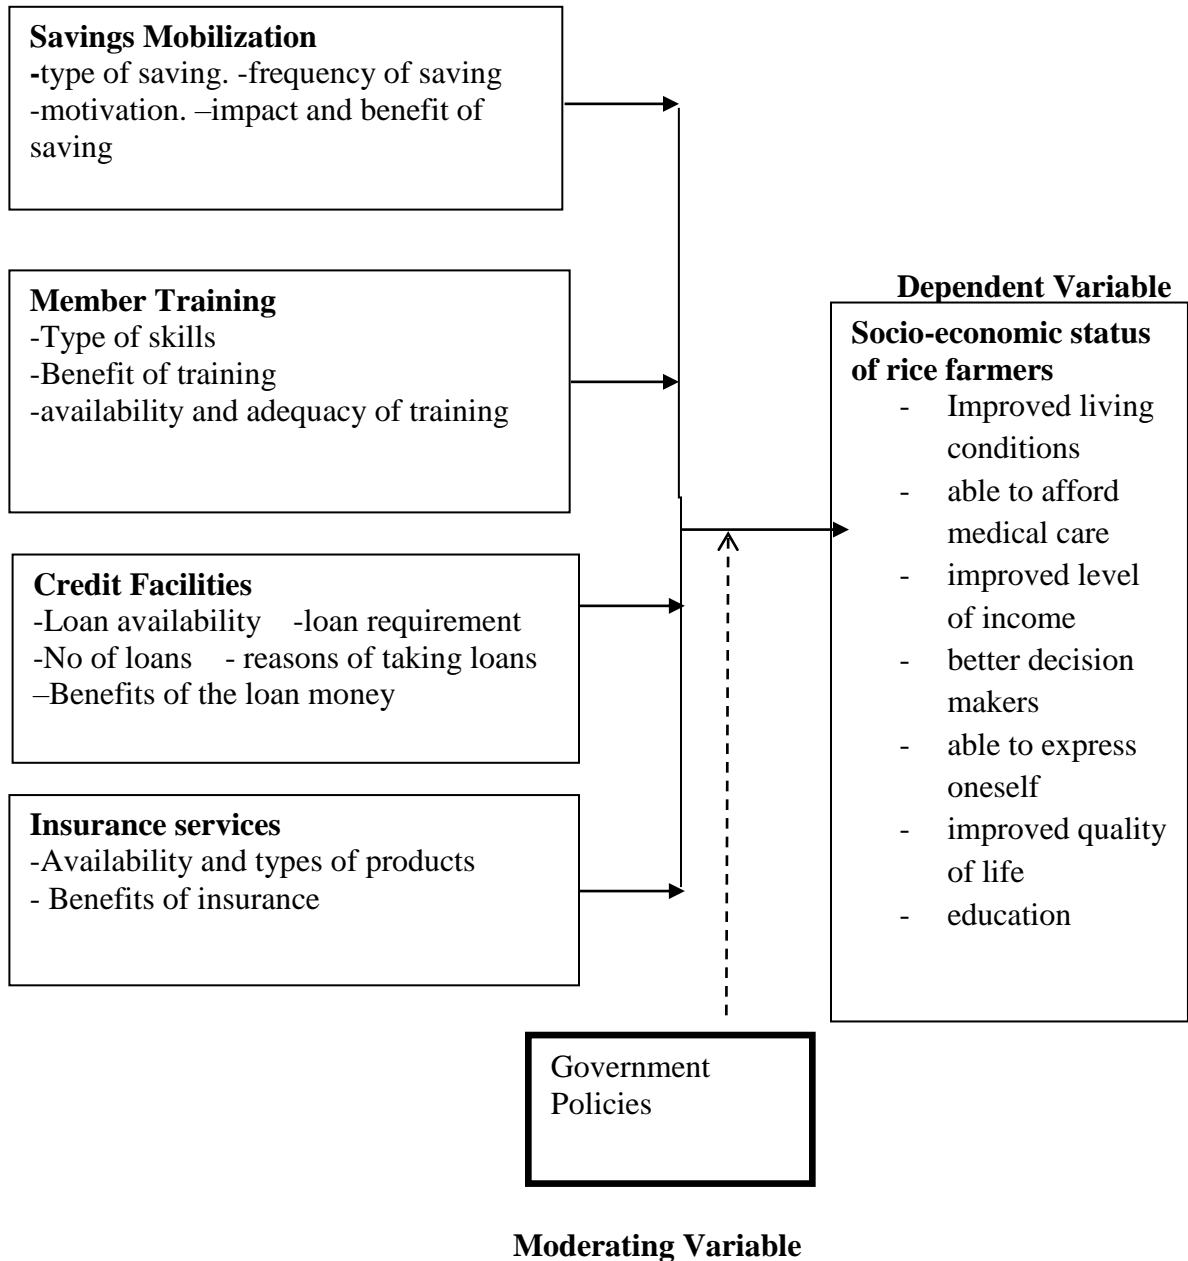 Savings Mobilization
-type of saving. -frequency of saving
-motivation. –impact and benefit of
saving
Member Training
-Type of skills
-Benefit of training
-availability and adequacy of training
Credit Facilities
-Loan availability -loan requirement
-No of loans - reasons of taking loans
–Benefits of the loan money
Insurance services
-Availability and types of products
- Benefits of insurance
Dependent Variable
Socio-economic status
of rice farmers
- Improved living
conditions
- able to afford
medical care
- improved level
of income
- better decision
makers
- able to express
oneself
- improved quality
of life
- education
Government
Policies
Moderating Variable